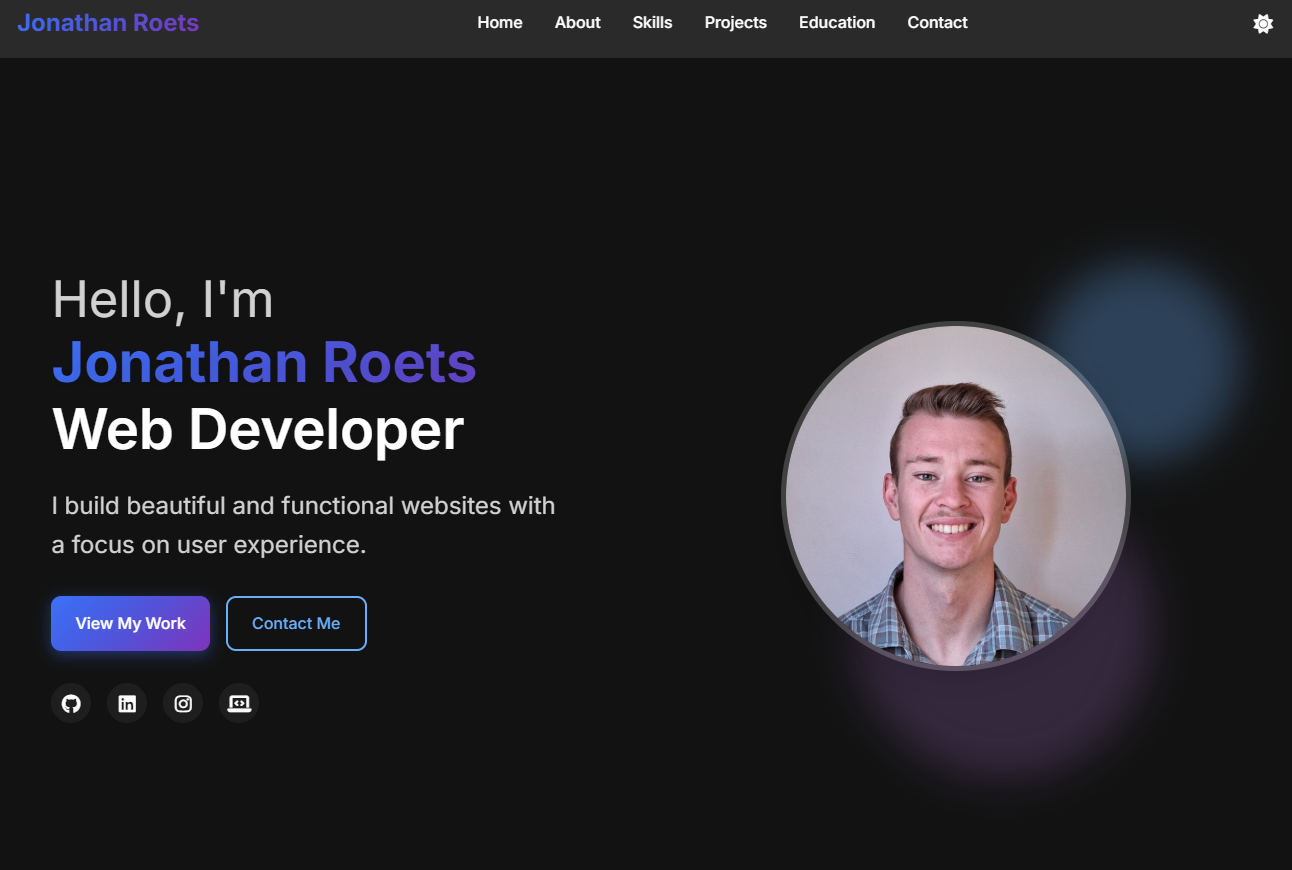 Jonathan Roets
Home About Skills Projects Education Contact
Hello, I'm
Jonathan Roets
Web Developer
I build beautiful and functional websites with
a focus on user experience.
View My Work Contact Me